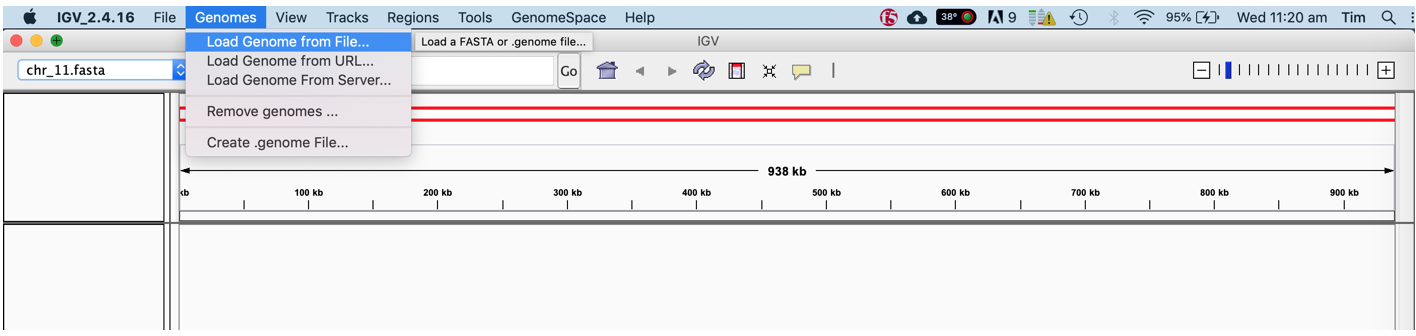 IGV_2.4.16 File Genomes View Tracks Regions Tools GenomeSpace Help 38° 9 95% Wed 11:20 am Tim
Load Genome from File... Load a FASTA or .genome file... IGV
chr_11.fasta Load Genome from URL... Go
Load Genome From Server...
Remove genomes ...
Create .genome File...
938 kb
kb 100 kb 200 kb 300 kb 400 kb 500 kb 600 kb 700 kb 800 kb 900 kb